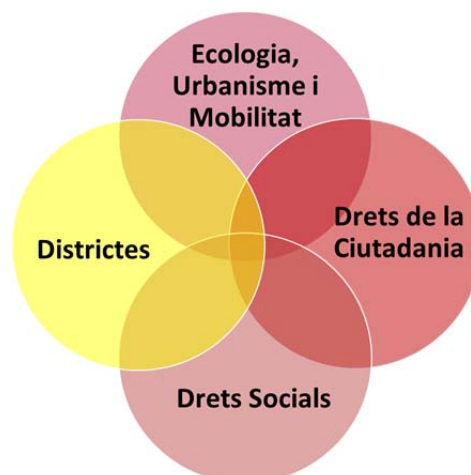 Ecologia,
Urbanisme i
Mobilitat
Districtes
Drets de la
Ciutadania
Drets Socials